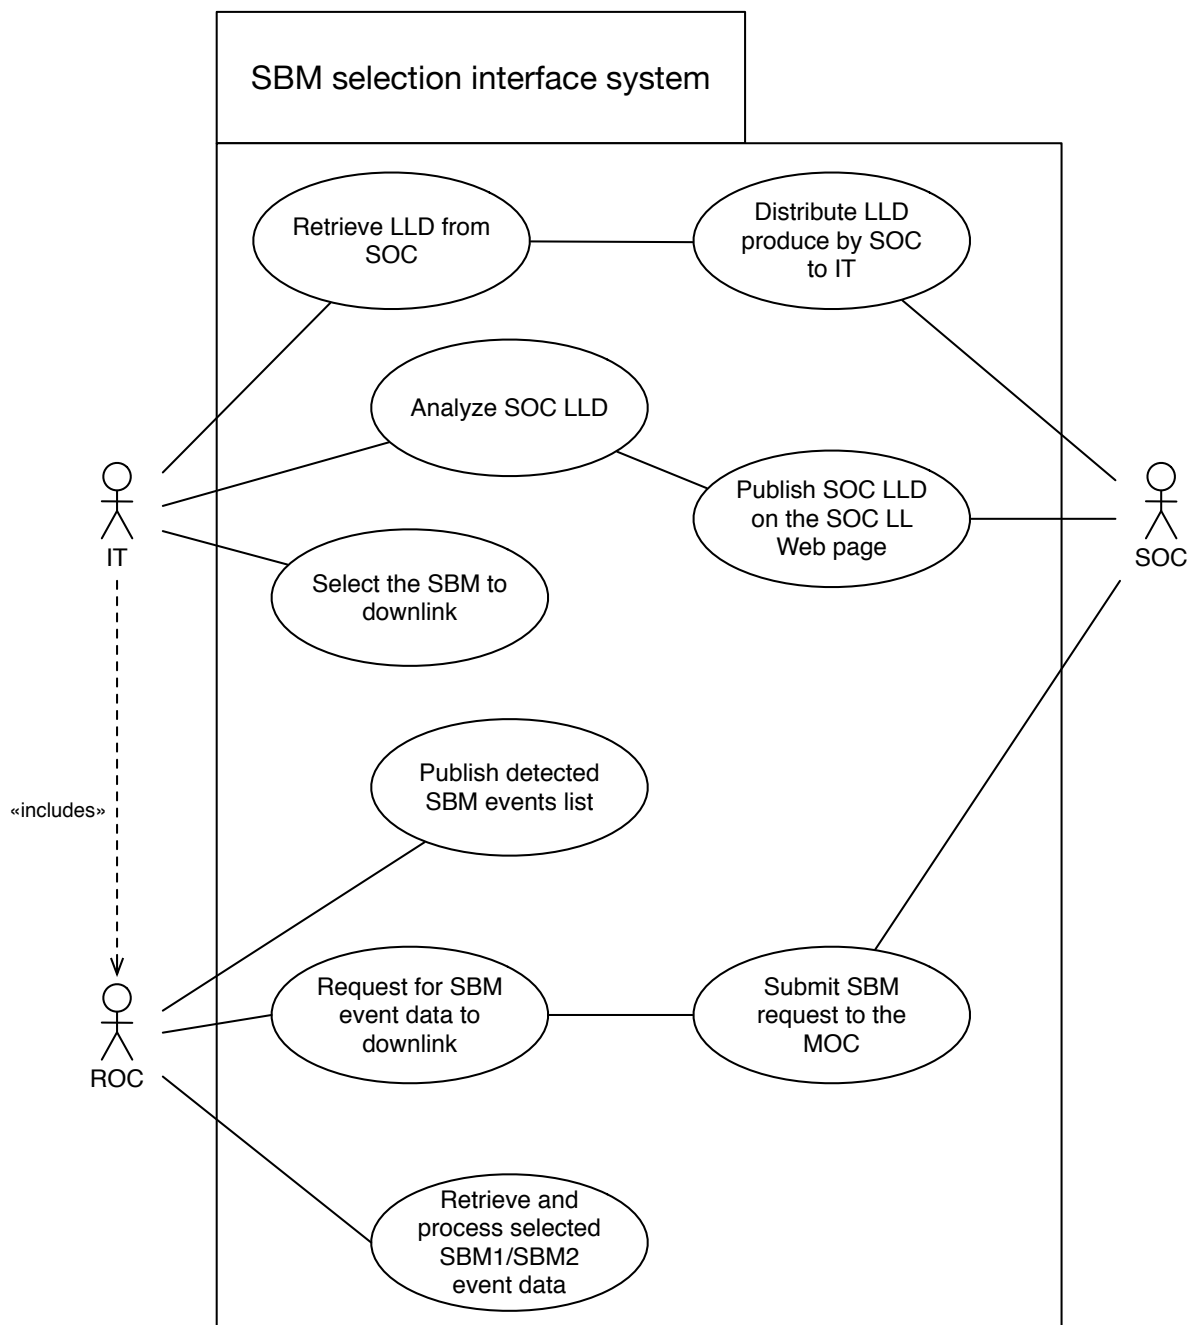 SBM selection interface system
Retrieve LLD from
SOC
Distribute LLD
produce by SOC
to IT
Analyze SOC LLD
Publish SOC LLD
on the SOC LL
Web page
IT
SOC
Select the SBM to
downlink
Publish detected
SBM events list
«includes»
Request for SBM
event data to
downlink
Submit SBM
request to the
MOC
ROC
Retrieve and
process selected
SBM1/SBM2
event data